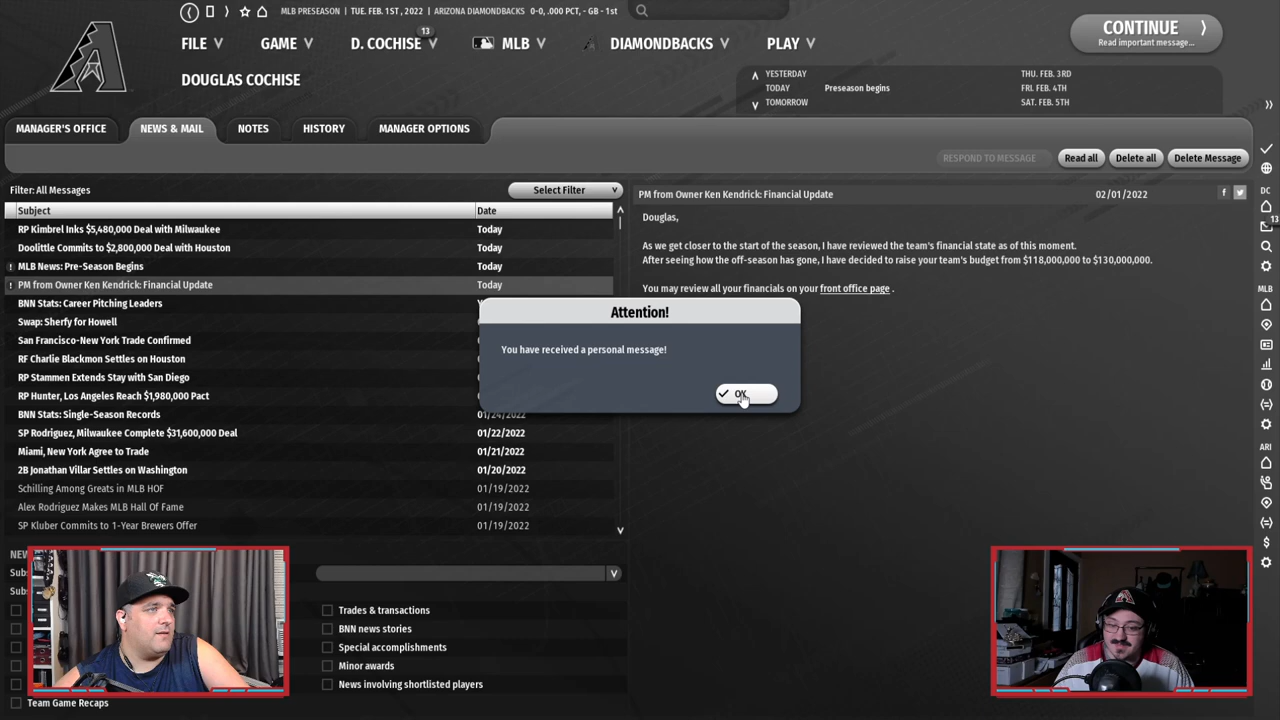 MLB PRESEASON | TUE. FEB. 1ST , 2022 | ARIZONA DIAMONDBACKS 0-0, .000 PCT, - GB - 1st
FILE GAME D. COCHISE 13 MLB DIAMONDBACKS PLAY
CONTINUE
Read important message...
DOUGLAS COCHISE
YESTERDAY THU. FEB. 3RD
TODAY Preseason begins FRI. FEB. 4TH
TOMORROW SAT. FEB. 5TH
MANAGER'S OFFICE NEWS & MAIL NOTES HISTORY MANAGER OPTIONS
RESPOND TO MESSAGE Read all Delete all Delete Message
Filter: All Messages Select Filter
PM from Owner Ken Kendrick: Financial Update 02/01/2022
Subject Date
RP Kimbrel Inks $5,480,000 Deal with Milwaukee Today
Doolittle Commits to $2,800,000 Deal with Houston Today
! MLB News: Pre-Season Begins Today
! PM from Owner Ken Kendrick: Financial Update Today
BNN Stats: Career Pitching Leaders
Swap: Sherfy for Howell
San Francisco-New York Trade Confirmed
RF Charlie Blackmon Settles on Houston
RP Stammen Extends Stay with San Diego
RP Hunter, Los Angeles Reach $1,980,000 Pact
BNN Stats: Single-Season Records 01/24/2022
SP Rodriguez, Milwaukee Complete $31,600,000 Deal 01/22/2022
Miami, New York Agree to Trade 01/21/2022
2B Jonathan Villar Settles on Washington 01/20/2022
Schilling Among Greats in MLB HOF 01/19/2022
Alex Rodriguez Makes MLB Hall Of Fame 01/19/2022
SP Kluber Commits to 1-Year Brewers Offer 01/19/2022
Douglas,
As we get closer to the start of the season, I have reviewed the team's financial state as of this moment.
After seeing how the off-season has gone, I have decided to raise your team's budget from $118,000,000 to $130,000,000.
You may review all your financials on your front office page .
Attention!
You have received a personal message!
OK
DC
13
MLB
ARI
NEW
Subs
Subs
Trades & transactions
BNN news stories
Special accomplishments
Minor awards
News involving shortlisted players
Team Game Recaps